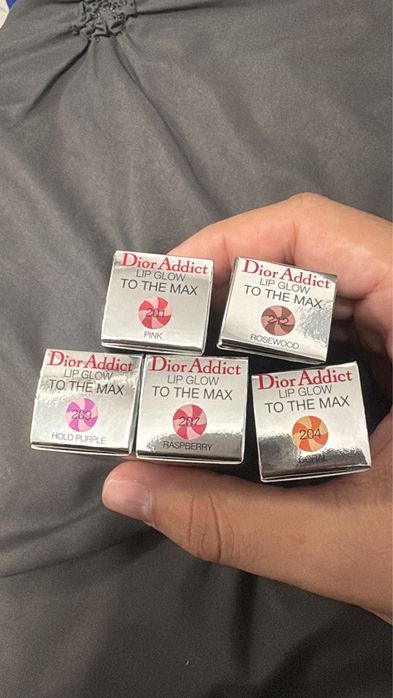 Dior Addict
LIP GLOW
TO THE MAX
201
PINK
Dior Addict
LIP GLOW
TO THE MAX
212
ROSEWOOD
Dior Addict
LIP GLOW
TO THE MAX
209
HOLO PURPLE
Dior Addict
LIP GLOW
TO THE MAX
207
RASPBERRY
Dior Addict
LIP GLOW
TO THE MAX
204
CORAL